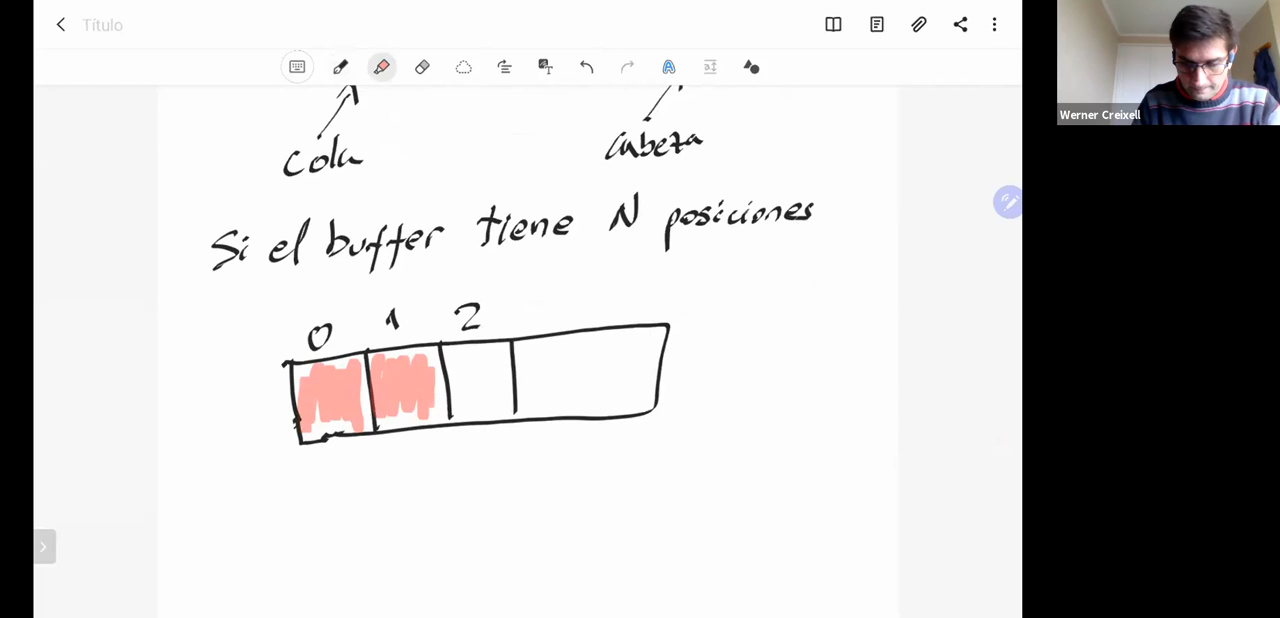 Título
Werner Creixell
Cola
Cabeza
Si el buffer tiene N posiciones
0 1 2